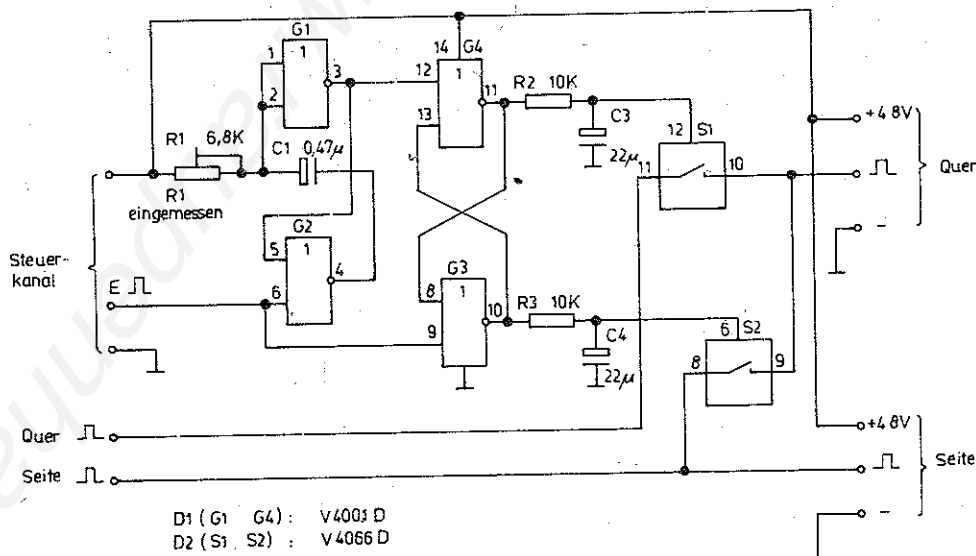 G1
1
1
3
2
14
G4
12
1
11
13
R2 10K
C3
22µ
12
S1
11
10
+4 8V
Quer
-
R1
6,8K
C1
0,47µ
R1
eingemessen
G2
5
1
4
6
Steuer-
kanal
E
G3
8
1
10
9
R3 10K
C4
22µ
6
S2
8
9
Quer
Seite
+4 8V
Seite
-
D1 (G1 G4) : V4001 D
D2 (S1 S2) : V4066 D